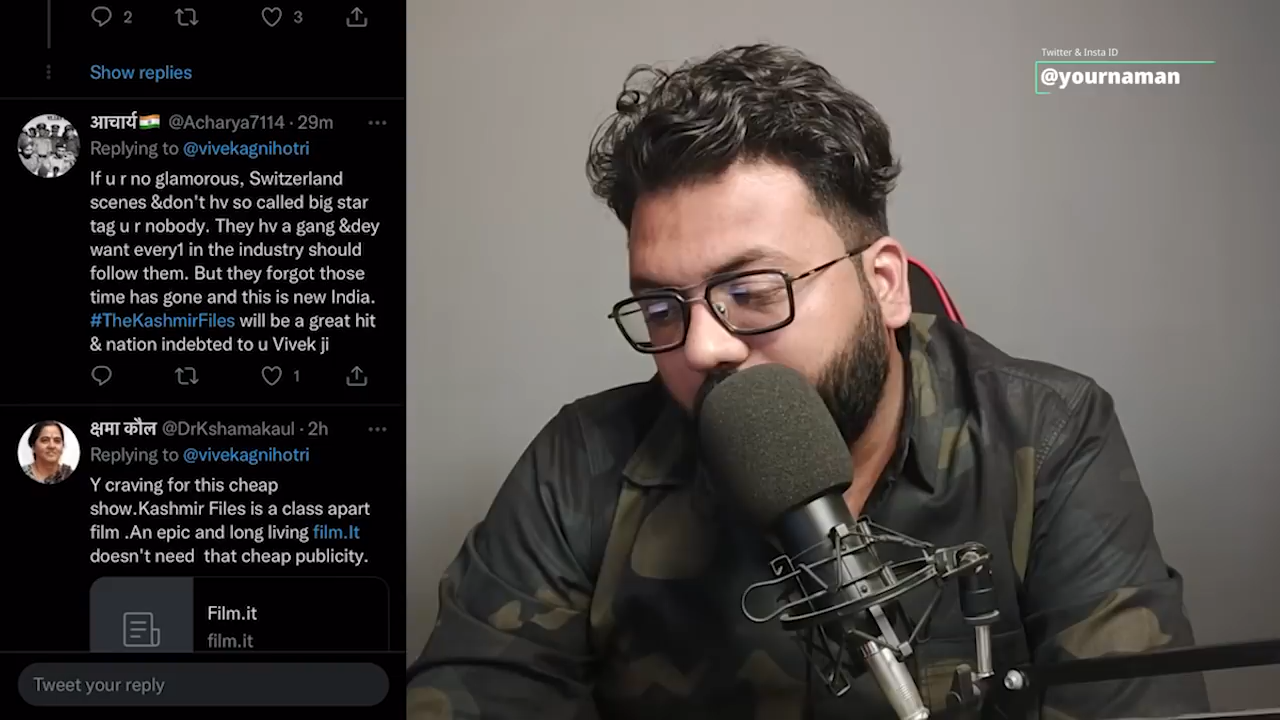 2
3
Show replies
आचार्य🇮🇳 @Acharya7114 · 29m
Replying to @vivekagnihotri
If u r no glamorous, Switzerland
scenes &don't hv so called big star
tag u r nobody. They hv a gang &dey
want every1 in the industry should
follow them. But they forgot those
time has gone and this is new India.
#TheKashmirFiles will be a great hit
& nation indebted to u Vivek ji
1
क्षमा कौल @DrKshamakaul · 2h
Replying to @vivekagnihotri
Y craving for this cheap
show.Kashmir Files is a class apart
film .An epic and long living film.It
doesn't need  that cheap publicity.
Film.it
film.it
Tweet your reply
Twitter & Insta ID
@yournaman